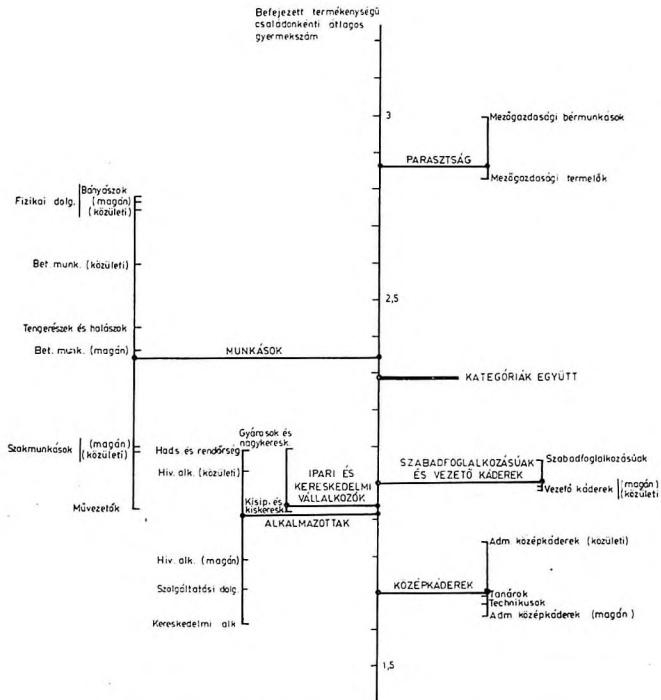 Befejezett termékenységű
családonkénti átlagos
gyermekszám
3
Mezőgazdasági bérmunkások
PARASZTSÁG
Mezőgazdasági termelők
Bányászok
Fizikai dolg. (magán)
(közületi)
Bet. munk. (közületi)
2,5
Tengerészek és halászok
Bet. munk. (magán)
MUNKÁSOK
KATEGÓRIÁK EGYÜTT
Gyárosok és
nagykeresk.
Szakmunkások (magán)
(közületi)
Hads. és rendőrség
Hiv. alk. (közületi)
IPARI ÉS
KERESKEDELMI
VÁLLALKOZÓK
SZABADFOGLALKOZÁSÚAK
ÉS VEZETŐ KÁDEREK
Szabadfoglalkozásúak
Vezető káderek (magán)
(közületi
Művezetők
Kisip. és
kiskeresk.
ALKALMAZOTTAK
Adm középkáderek (közületi)
Hiv. alk. (magán)
KÖZÉPKÁDEREK
Szolgáltatási dolg.
Tanárok
Technikusok
Adm középkáderek (magán)
Kereskedelmi alk
1,5